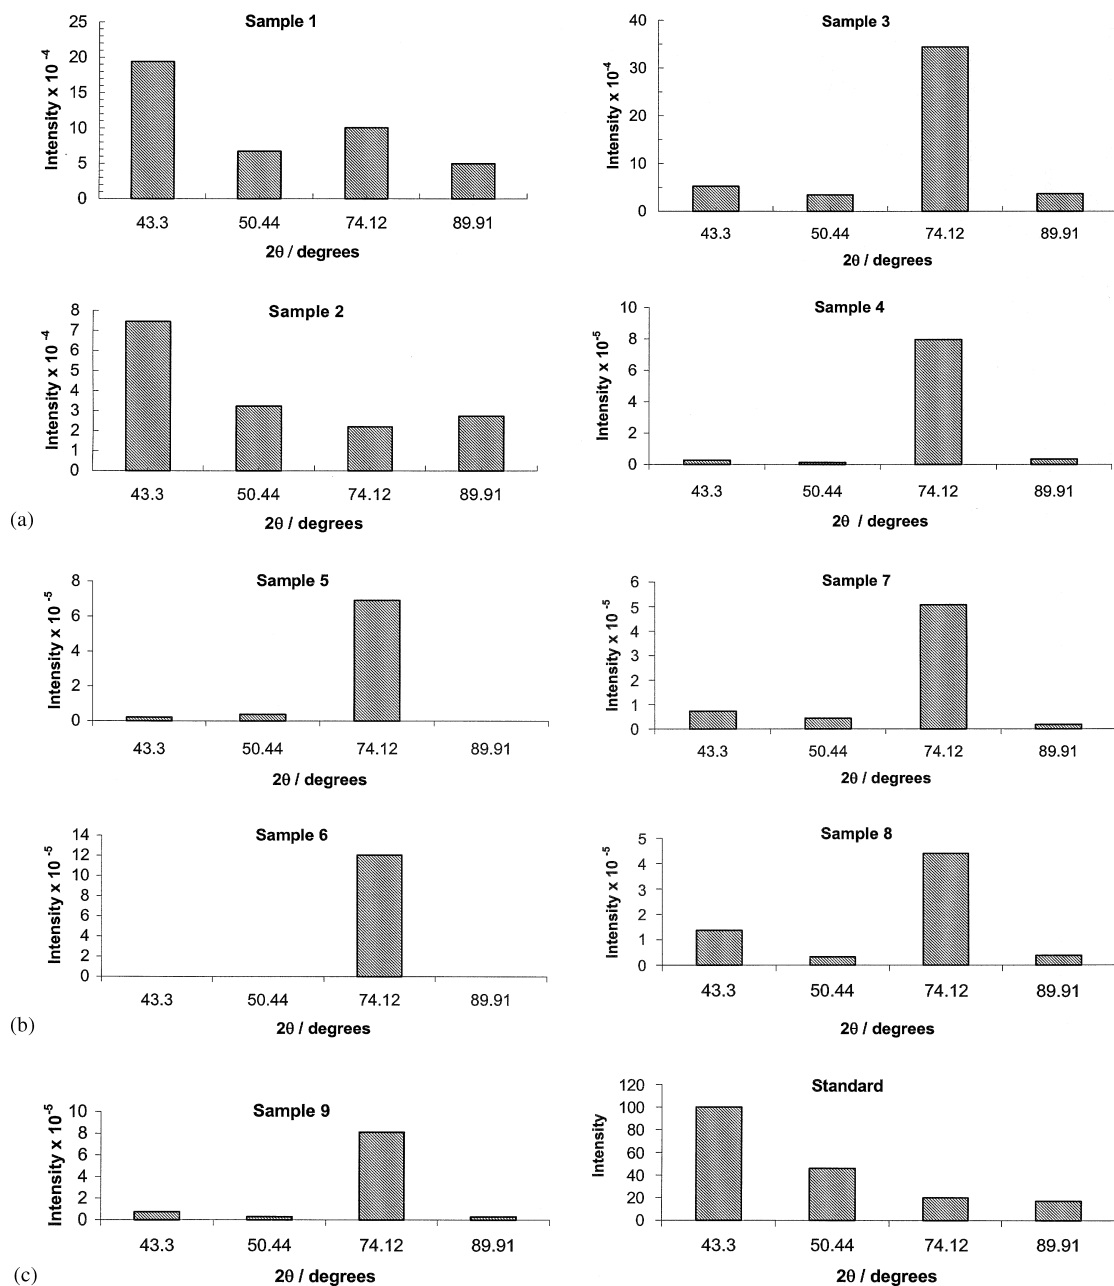 Sample 1
Intensity x 10 -4
25
20
15
10
5
0
43.3 50.44 74.12 89.91
2θ / degrees
Sample 3
Intensity x 10 -4
40
30
20
10
0
43.3 50.44 74.12 89.91
2θ / degrees
Sample 2
Intensity x 10 -4
8
7
6
5
4
3
2
1
0
43.3 50.44 74.12 89.91
2θ / degrees
Sample 4
Intensity x 10 -5
10
8
6
4
2
0
43.3 50.44 74.12 89.91
2θ / degrees
(a)
Sample 5
Intensity x 10 -5
8
6
4
2
0
43.3 50.44 74.12 89.91
2θ / degrees
Sample 7
Intensity x 10 -5
6
5
4
3
2
1
0
43.3 50.44 74.12 89.91
2θ / degrees
Sample 6
Intensity x 10 -5
14
12
10
8
6
4
2
0
43.3 50.44 74.12 89.91
2θ / degrees
Sample 8
Intensity x 10 -5
5
4
3
2
1
0
43.3 50.44 74.12 89.91
2θ / degrees
(b)
Sample 9
Intensity x 10 -5
10
8
6
4
2
0
43.3 50.44 74.12 89.91
2θ / degrees
Standard
Intensity
120
100
80
60
40
20
0
43.3 50.44 74.12 89.91
2θ / degrees
(c)